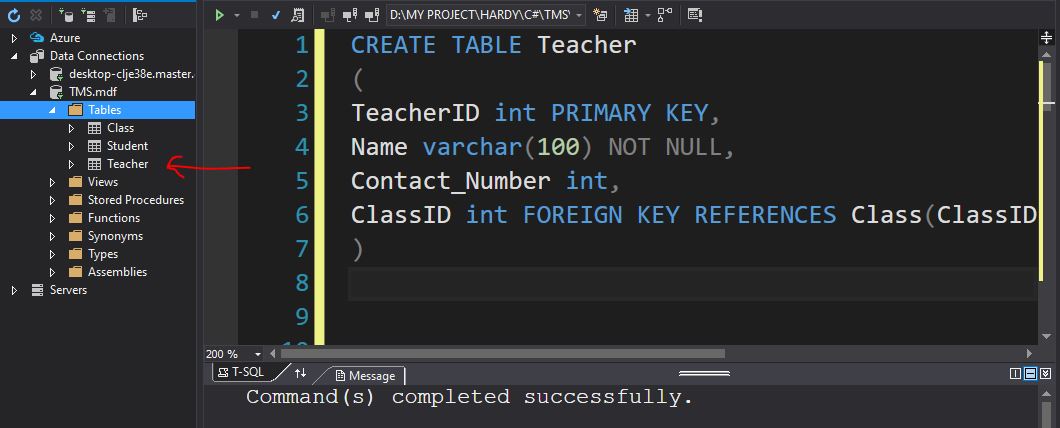 D:\MY PROJECT\HARDY\C#\TMS\
Azure
Data Connections
desktop-clje38e.master.
TMS.mdf
Tables
Class
Student
Teacher
Views
Stored Procedures
Functions
Synonyms
Types
Assemblies
Servers
1 CREATE TABLE Teacher
2 (
3 TeacherID int PRIMARY KEY,
4 Name varchar(100) NOT NULL,
5 Contact_Number int,
6 ClassID int FOREIGN KEY REFERENCES Class(ClassID
7 )
8
9
200 %
T-SQL
Message
Command(s) completed successfully.